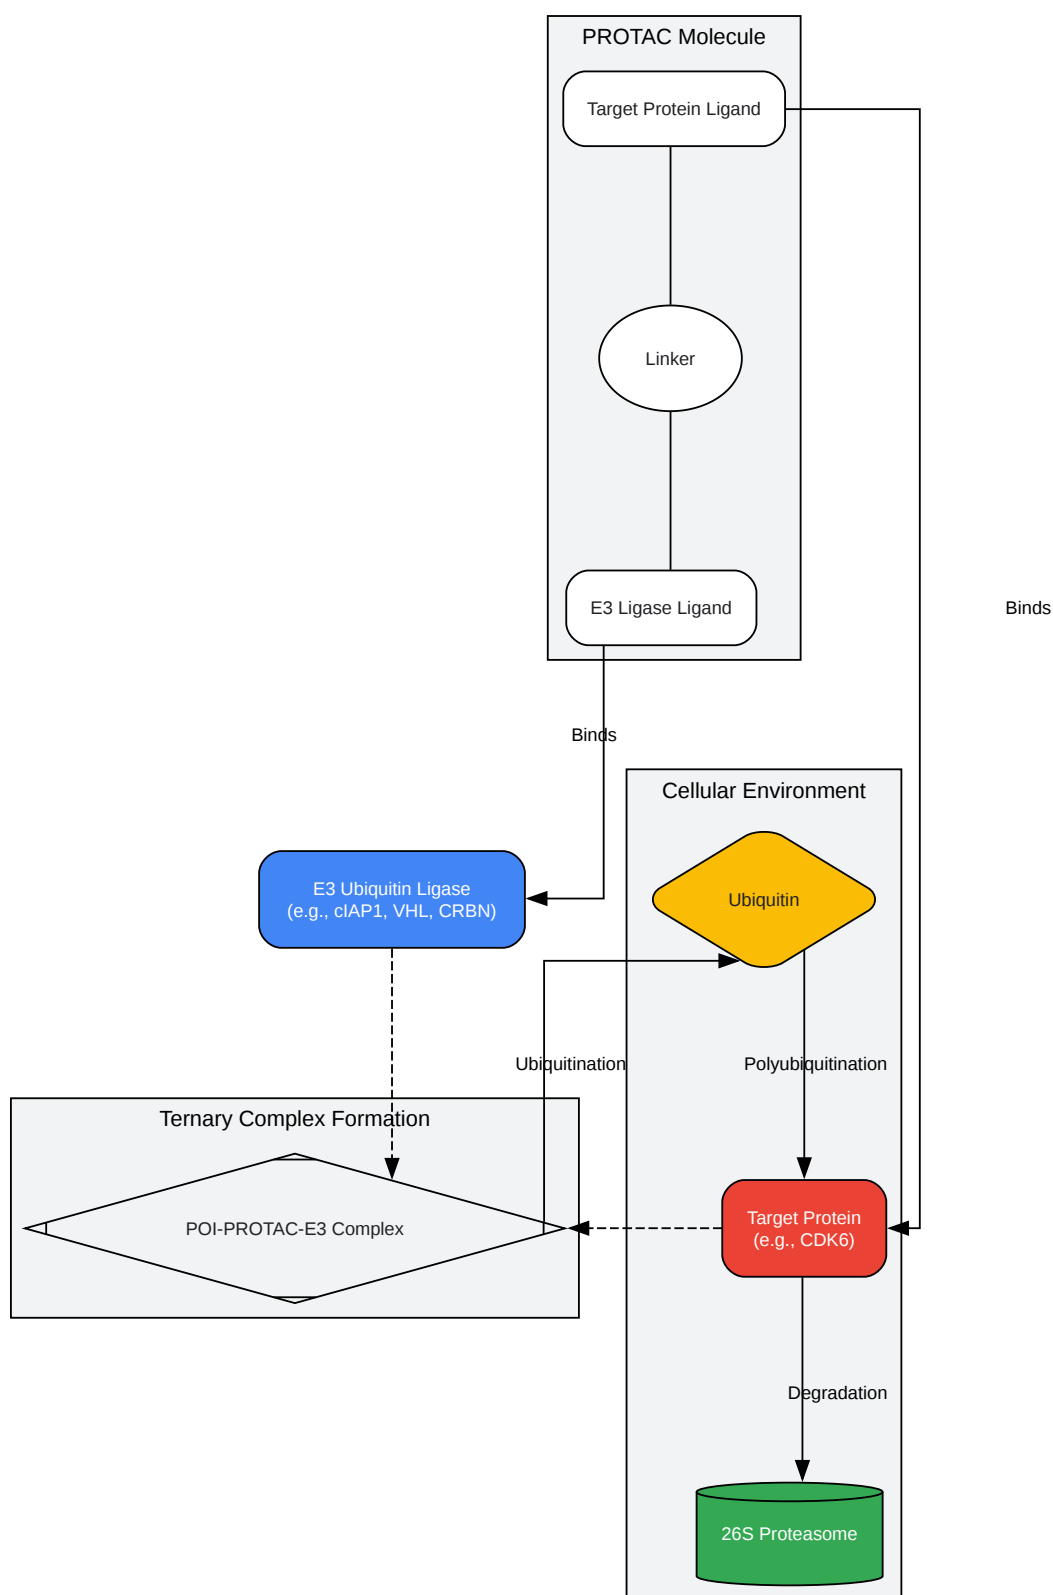 PROTAC Molecule
Target Protein Ligand
Linker
E3 Ligase Ligand
Binds
Binds
Cellular Environment
E3 Ubiquitin Ligase
(e.g., cIAP1, VHL, CRBN)
Ubiquitin
Ubiquitination
Polyubiquitination
Ternary Complex Formation
POI-PROTAC-E3 Complex
Target Protein
(e.g., CDK6)
Degradation
26S Proteasome